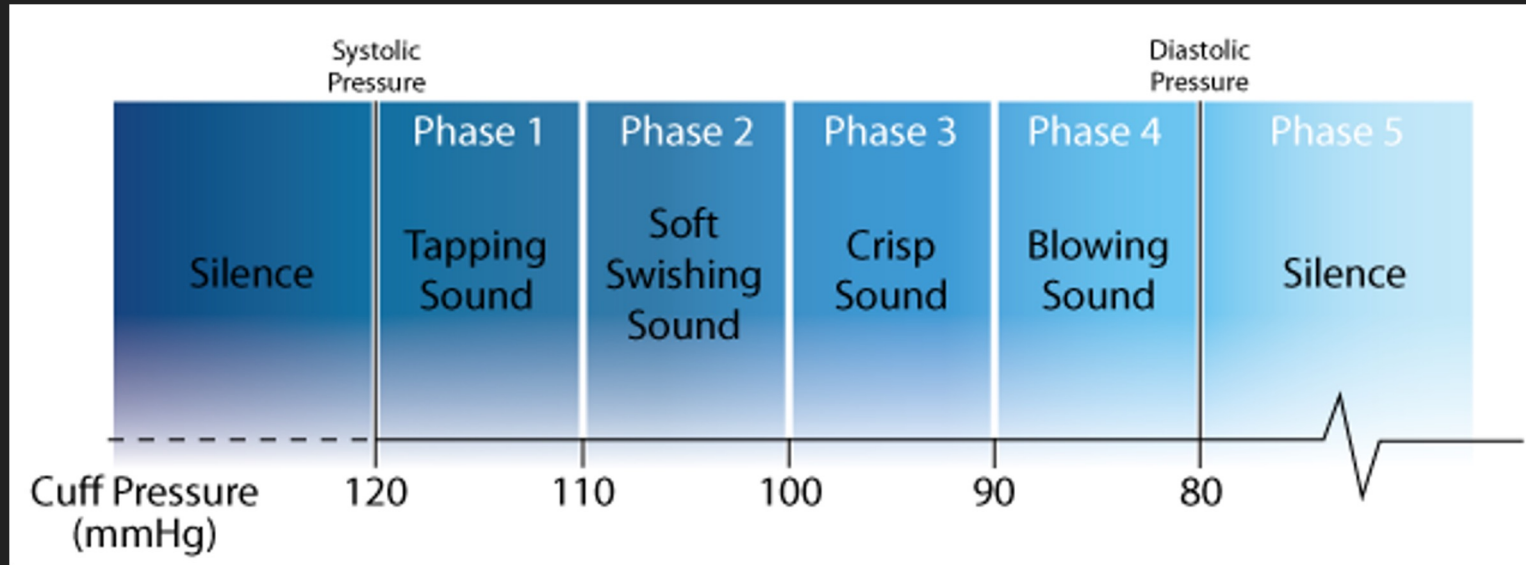 Systolic
Pressure
Diastolic
Pressure
Phase 1
Phase 2
Phase 3
Phase 4
Phase 5
Silence
Tapping
Sound
Soft
Swishing
Sound
Crisp
Sound
Blowing
Sound
Silence
Cuff Pressure
(mmHg)
120
110
100
90
80